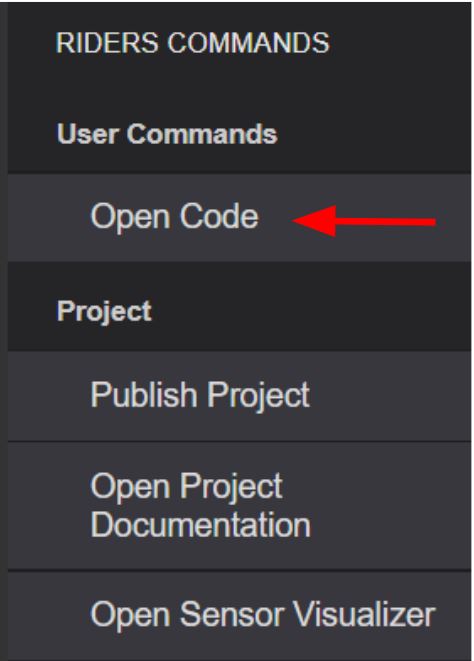 RIDERS COMMANDS
User Commands
Open Code
Project
Publish Project
Open Project
Documentation
Open Sensor Visualizer